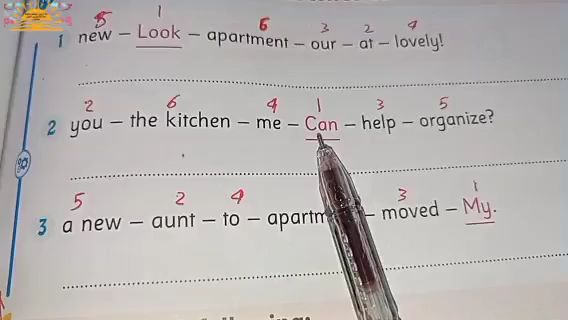 5 1 6 3 2 4
1 new – Look – apartment – our – at – lovely!
2 6 4 1 3 5
2 you – the kitchen – me – Can – help – organize?
5 2 4 3 1
3 a new – aunt – to – apartm – moved – My.